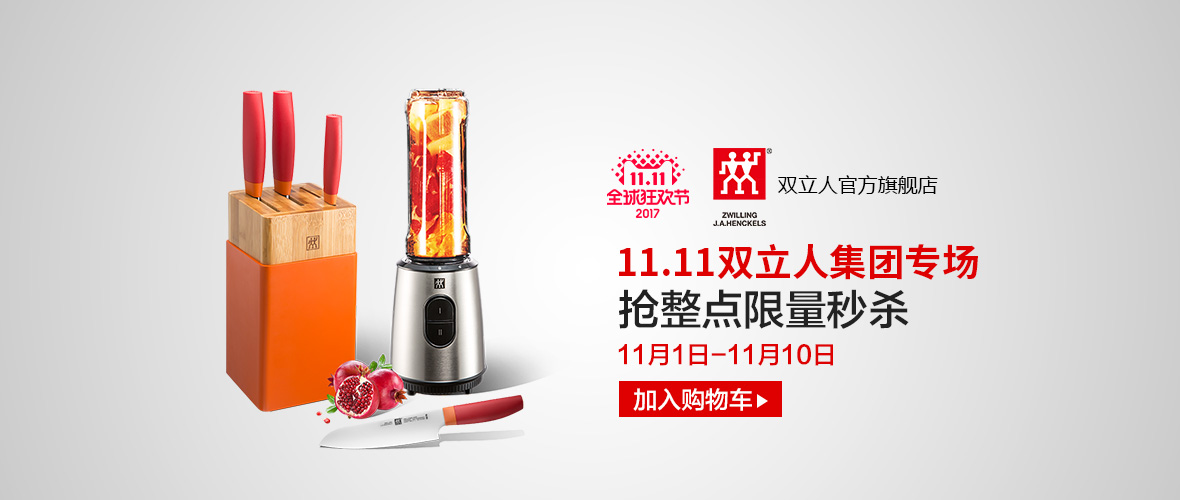 11.11
全球狂欢节
2017
ZWILLING
J.A.HENCKELS
®
双立人官方旗舰店
11.11双立人集团专场
抢整点限量秒杀
11月1日-11月10日
加入购物车
I
II